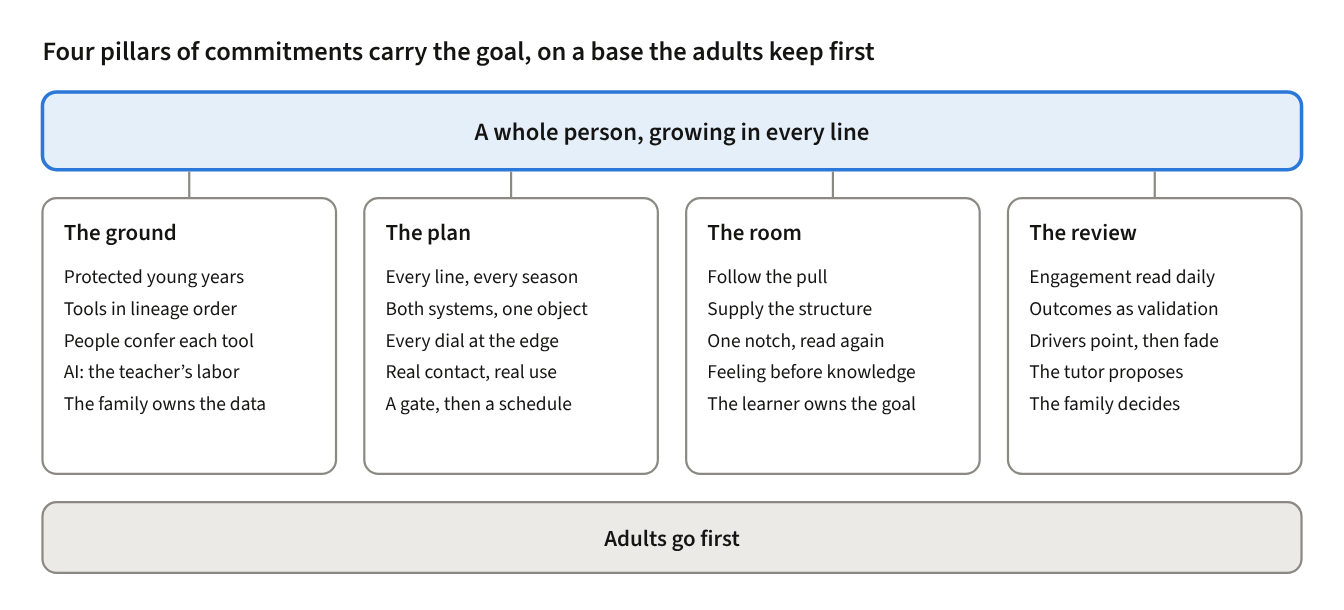 Four pillars of commitments carry the goal, on a base the adults keep first
A whole person, growing in every line
The ground
Protected young years
Tools in lineage order
People confer each tool
AI: the teacher’s labor
The family owns the data
The plan
Every line, every season
Both systems, one object
Every dial at the edge
Real contact, real use
A gate, then a schedule
The room
Follow the pull
Supply the structure
One notch, read again
Feeling before knowledge
The learner owns the goal
The review
Engagement read daily
Outcomes as validation
Drivers point, then fade
The tutor proposes
The family decides
Adults go first